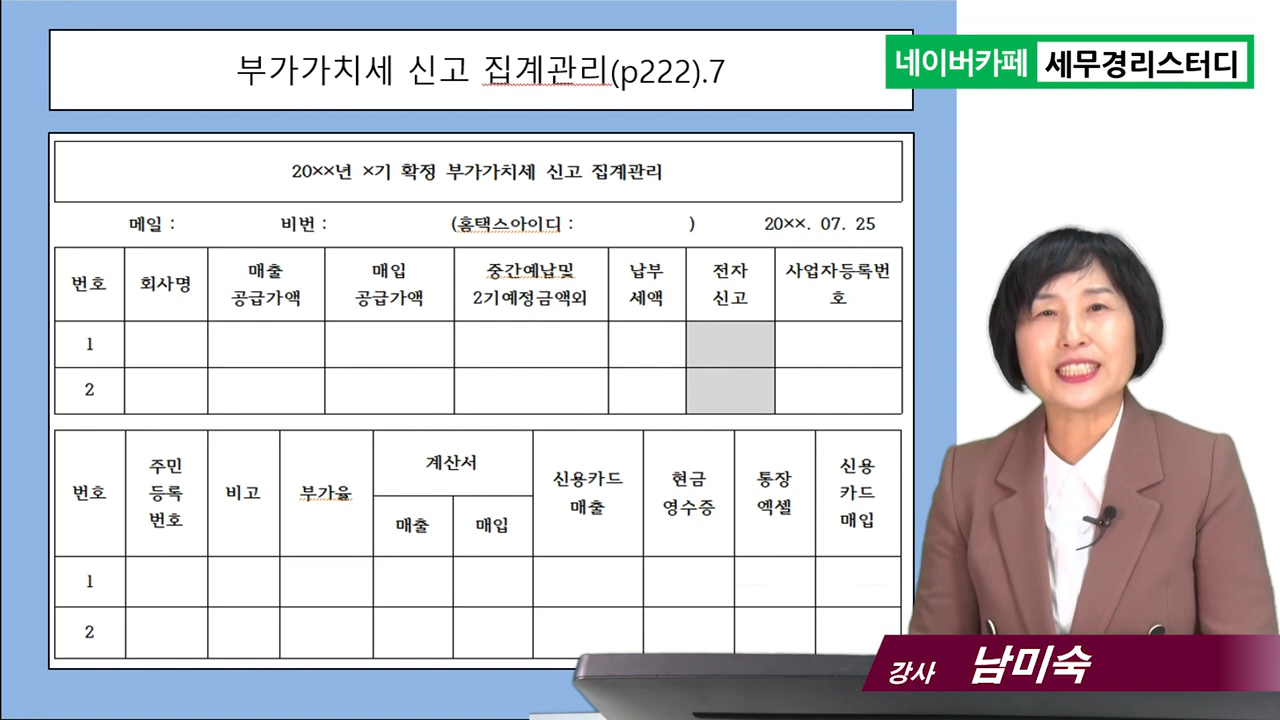 부가가치세 신고 집계관리(p222).7
네이버카페 세무경리스터디
20××년 ×기 확정 부가가치세 신고 집계관리
메일 : 비번 : (홈택스아이디 : ) 20××. 07. 25
번호 회사명 매출 공급가액 매입 공급가액 중간예납및 2기예정금액외 납부 세액 전자 신고 사업자등록번 호
1
2
번호 주민 등록 번호 비고 부가율 계산서 신용카드 매출 현금 영수증 통장 엑셀 신용 카드 매입
매출 매입
1
2
강사 남미숙